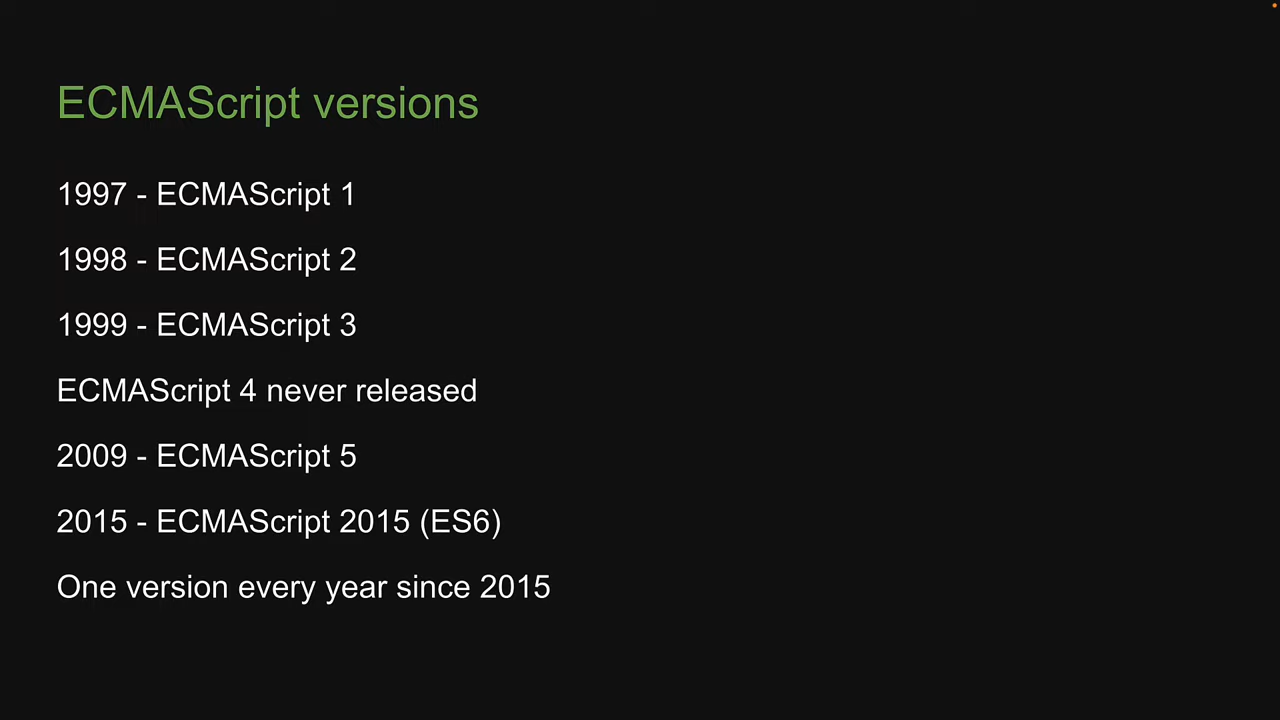 ECMAScript versions
1997 - ECMAScript 1
1998 - ECMAScript 2
1999 - ECMAScript 3
ECMAScript 4 never released
2009 - ECMAScript 5
2015 - ECMAScript 2015 (ES6)
One version every year since 2015